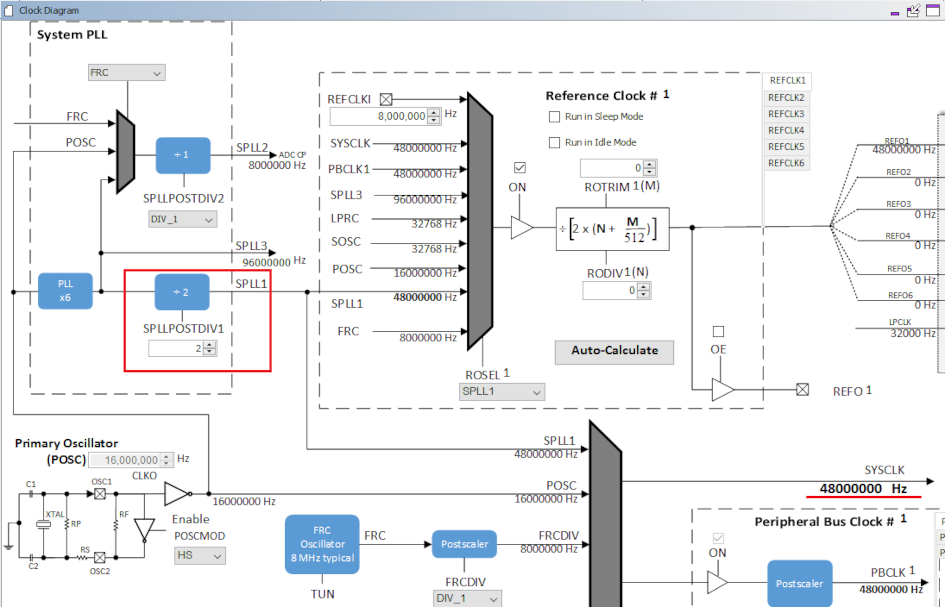 Clock Diagram
System PLL
FRC
FRC
POSC
÷ 1
SPLL2
ADC CP
8000000 Hz
SPLLPOSTDIV2
DIV_1
SPLL3
96000000 Hz
PLL
x6
÷ 2
SPLL1
SPLLPOSTDIV1
2
REFCLKI
8,000,000 Hz
SYSCLK
48000000 Hz
PBCLK1
48000000 Hz
SPLL3
96000000 Hz
LPRC
32768 Hz
SOSC
32768 Hz
POSC
16000000 Hz
48000000 Hz
SPLL1
FRC
8000000 Hz
ROSEL 1
SPLL1
Reference Clock # 1
Run in Sleep Mode
Run in Idle Mode
0
ROTRIM 1 (M)
ON
÷ [ 2 x (N + M/512) ]
RODIV 1 (N)
0
Auto-Calculate
OE
REFO 1
REFCLK1
REFCLK2
REFCLK3
REFCLK4
REFCLK5
REFCLK6
REFO1
48000000 Hz
REFO2
0 Hz
REFO3
0 Hz
REFO4
0 Hz
REFO5
0 Hz
REFO6
0 Hz
LPCLK
32000 Hz
Primary Oscillator
(POSC) 16,000,000 Hz
CLKO
16000000 Hz
C1
OSC1
XTAL
RP
RF
RS
C2
OSC2
Enable
POSCMOD
HS
FRC
Oscillator
8 MHz typical
TUN
FRC
Postscaler
FRCDIV
DIV_1
SPLL1
48000000 Hz
POSC
16000000 Hz
FRCDIV
8000000 Hz
SYSCLK
48000000 Hz
Peripheral Bus Clock # 1
ON
Postscaler
PBCLK 1
48000000 Hz
P
P
P